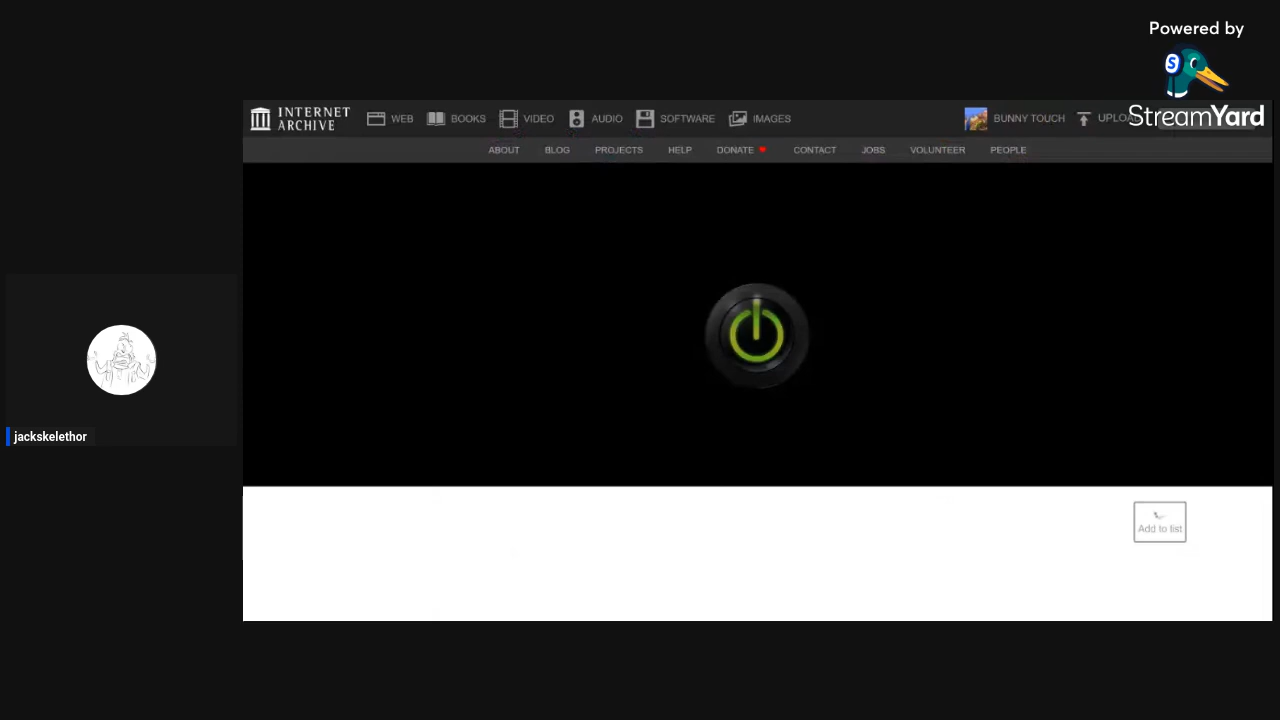 Powered by
StreamYard
INTERNET ARCHIVE
WEB BOOKS VIDEO AUDIO SOFTWARE IMAGES BUNNY TOUCH
ABOUT BLOG PROJECTS HELP DONATE CONTACT JOBS VOLUNTEER PEOPLE
jackskelethor
Add to list